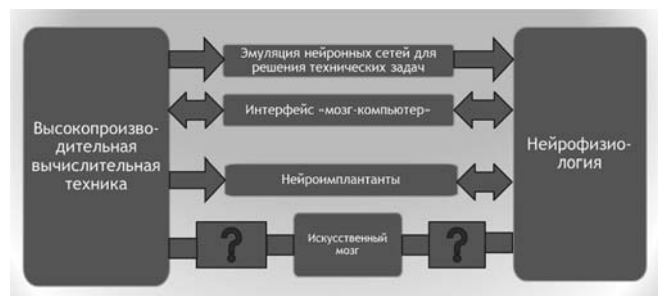 Высокопроизво-
дительная
вычислительная
техника
Эмуляция нейронных сетей для
решения технических задач
Интерфейс «мозг-компьютер»
Нейроимплантанты
?
Искусственный
мозг
?
Нейрофизио-
логия